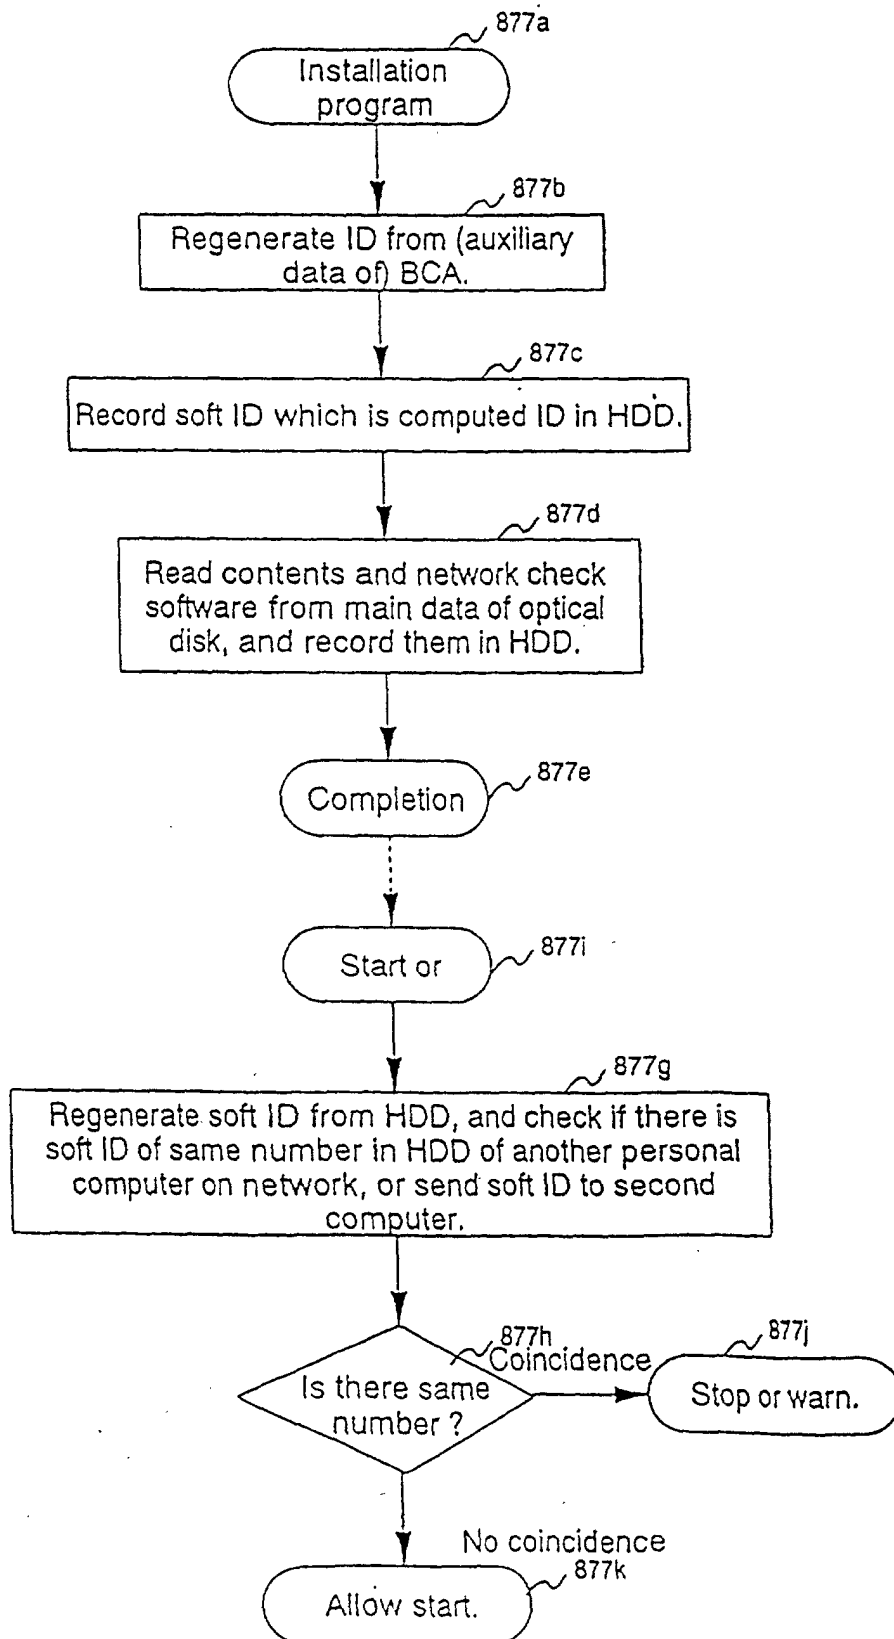 877a
Installation
program
877b
Regenerate ID from (auxiliary
data of) BCA.
877c
Record soft ID which is computed ID in HDD.
877d
Read contents and network check
software from main data of optical
disk, and record them in HDD.
877e
Completion
877i
Start or
877g
Regenerate soft ID from HDD, and check if there is
soft ID of same number in HDD of another personal
computer on network, or send soft ID to second
computer.
877h
Coincidence
Is there same
number ?
877j
Stop or warn.
No coincidence
877k
Allow start.